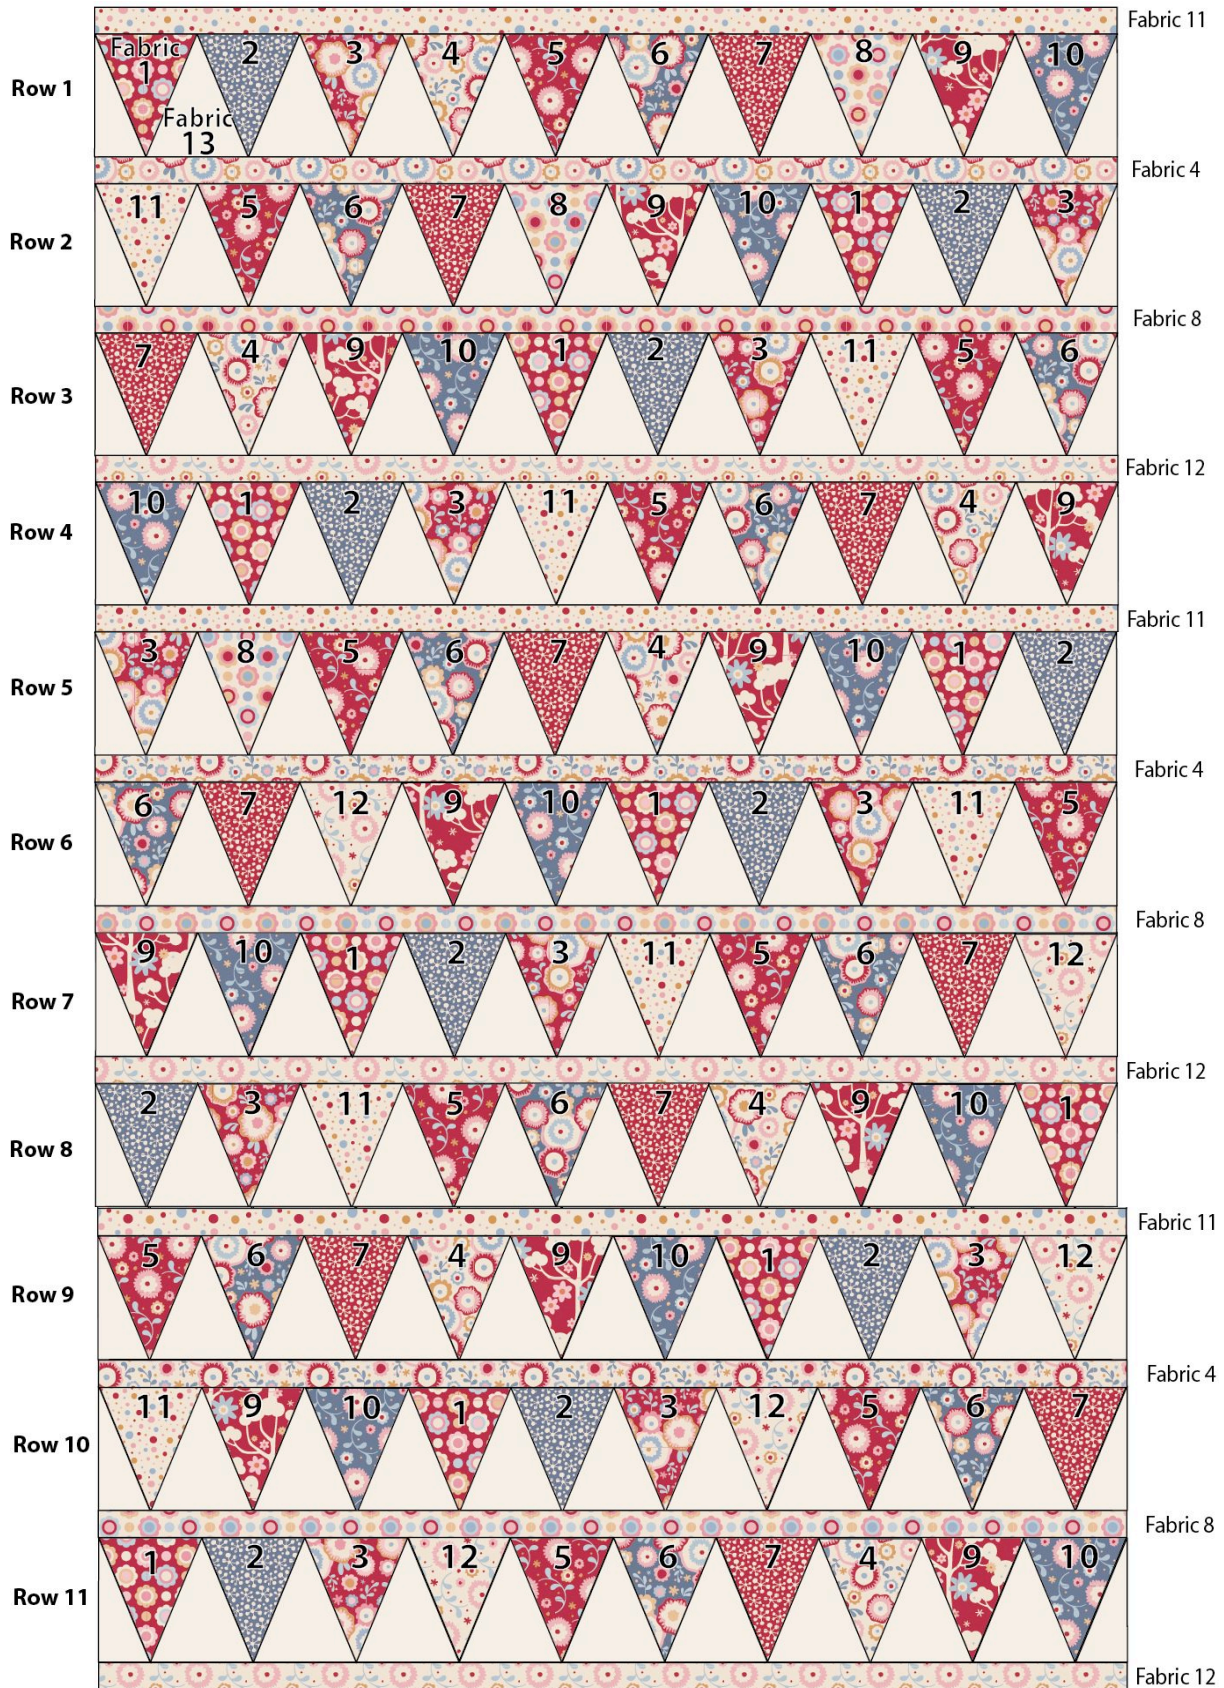 Fabric 11
Row 1 Fabric 1 2 3 4 5 6 7 8 9 10
Fabric 13
Fabric 4
Row 2 11 5 6 7 8 9 10 1 2 3
Fabric 8
Row 3 7 4 9 10 1 2 3 11 5 6
Fabric 12
Row 4 10 1 2 3 11 5 6 7 4 9
Fabric 11
Row 5 3 8 5 6 7 4 9 10 1 2
Fabric 4
Row 6 6 7 12 9 10 1 2 3 11 5
Fabric 8
Row 7 9 10 1 2 3 11 5 6 7 12
Fabric 12
Row 8 2 3 11 5 6 7 4 9 10 1
Fabric 11
Row 9 5 6 7 4 9 10 1 2 3 12
Fabric 4
Row 10 11 9 10 1 2 3 12 5 6 7
Fabric 8
Row 11 1 2 3 12 5 6 7 4 9 10
Fabric 12